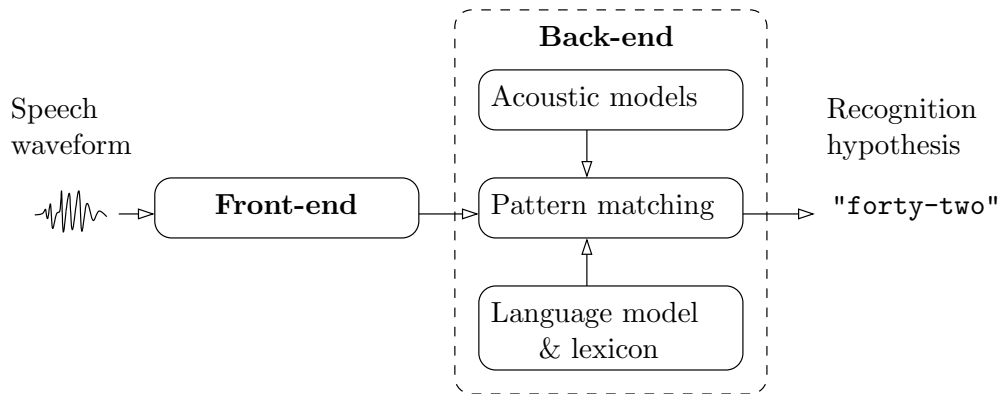 Speech
waveform
Front-end
Back-end
Acoustic models
Pattern matching
Language model
& lexicon
Recognition
hypothesis
"forty-two"